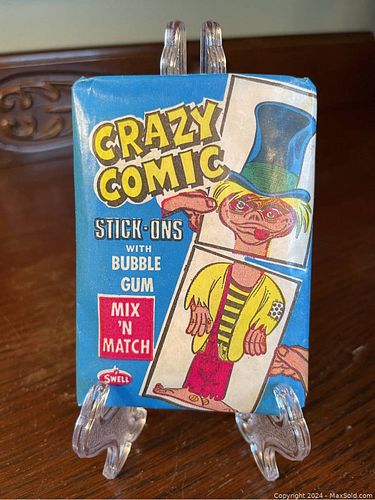 CRAZY
COMIC
STICK-ONS
WITH
BUBBLE
GUM
MIX
'N
MATCH
SWELL
Copyright 2024 - MaxSold.com